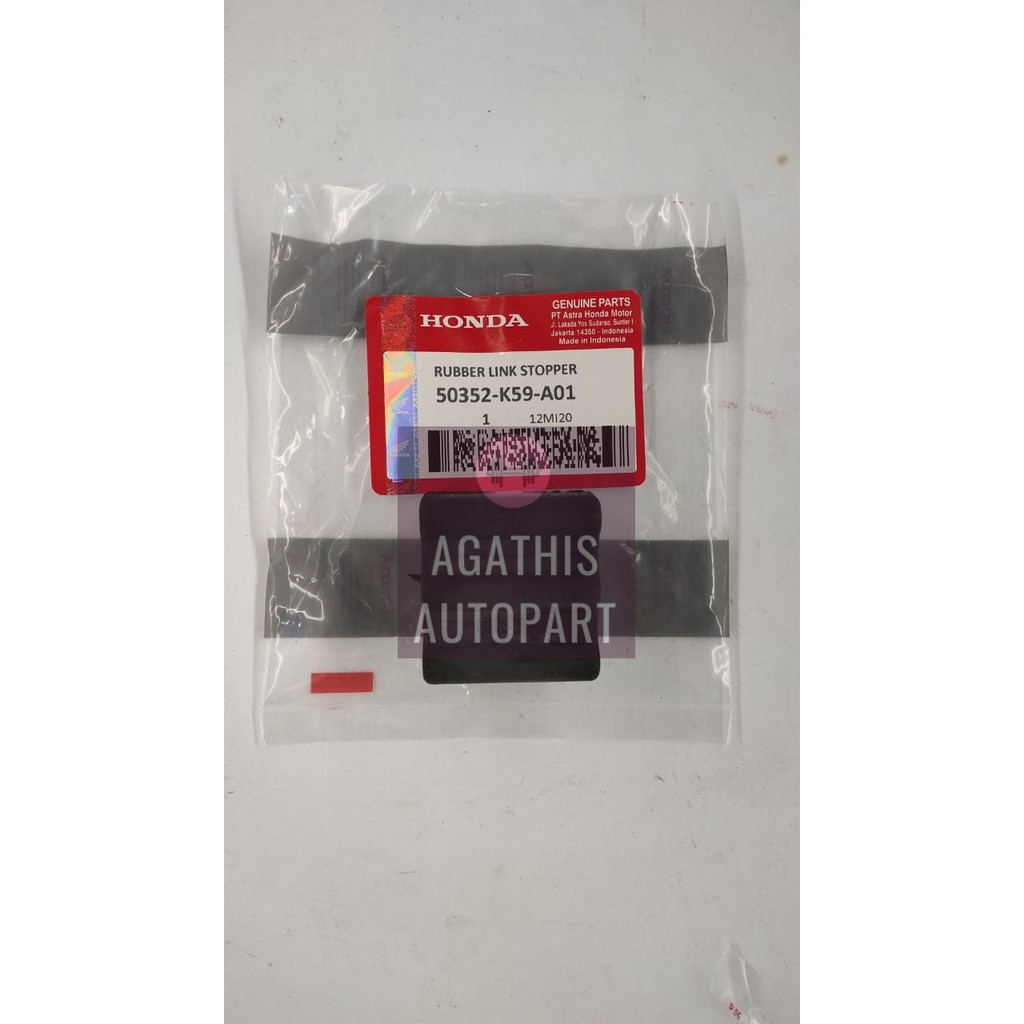 HONDA
GENUINE PARTS
PT Astra Honda Motor
Jl. Laksda Yos Sudarso, Sunter I
Jakarta 14350 - Indonesia
Made in Indonesia
RUBBER LINK STOPPER
50352-K59-A01
1 12MI20
AGATHIS
AUTOPART